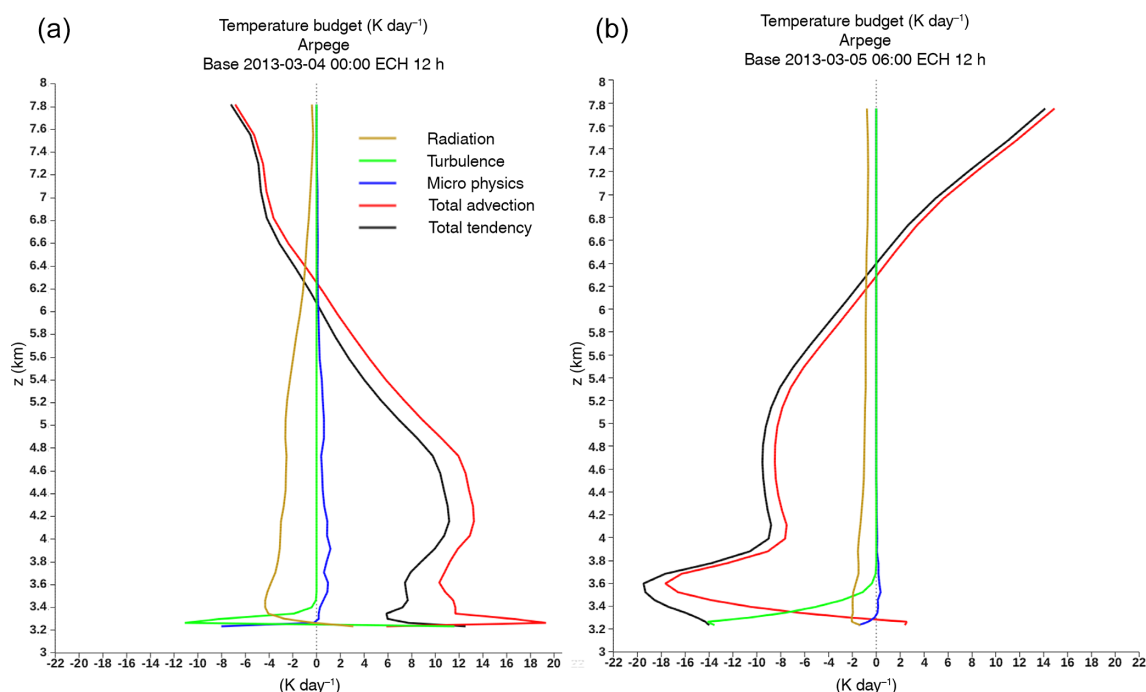 (a)
Temperature budget (K day⁻¹)
Arpege
Base 2013-03-04 00:00 ECH 12 h
8
7.8
7.6
7.4
7.2
7
6.8
6.6
6.4
6.2
6
5.8
5.6
5.4
5.2
5
4.8
4.6
4.4
4.2
4
3.8
3.6
3.4
3.2
3
z (km)
Radiation
Turbulence
Micro physics
Total advection
Total tendency
-22 -20 -18 -16 -14 -12 -10 -8 -6 -4 -2 0 2 4 6 8 10 12 14 16 18 20
22
(K day⁻¹)
(b)
Temperature budget (K day⁻¹)
Arpege
Base 2013-03-05 06:00 ECH 12 h
8
7.8
7.6
7.4
7.2
7
6.8
6.6
6.4
6.2
6
5.8
5.6
5.4
5.2
5
4.8
4.6
4.4
4.2
4
3.8
3.6
3.4
3.2
3
z (km)
-22 -20 -18 -16 -14 -12 -10 -8 -6 -4 -2 0 2 4 6 8 10 12 14 16 18 20 22
(K day⁻¹)